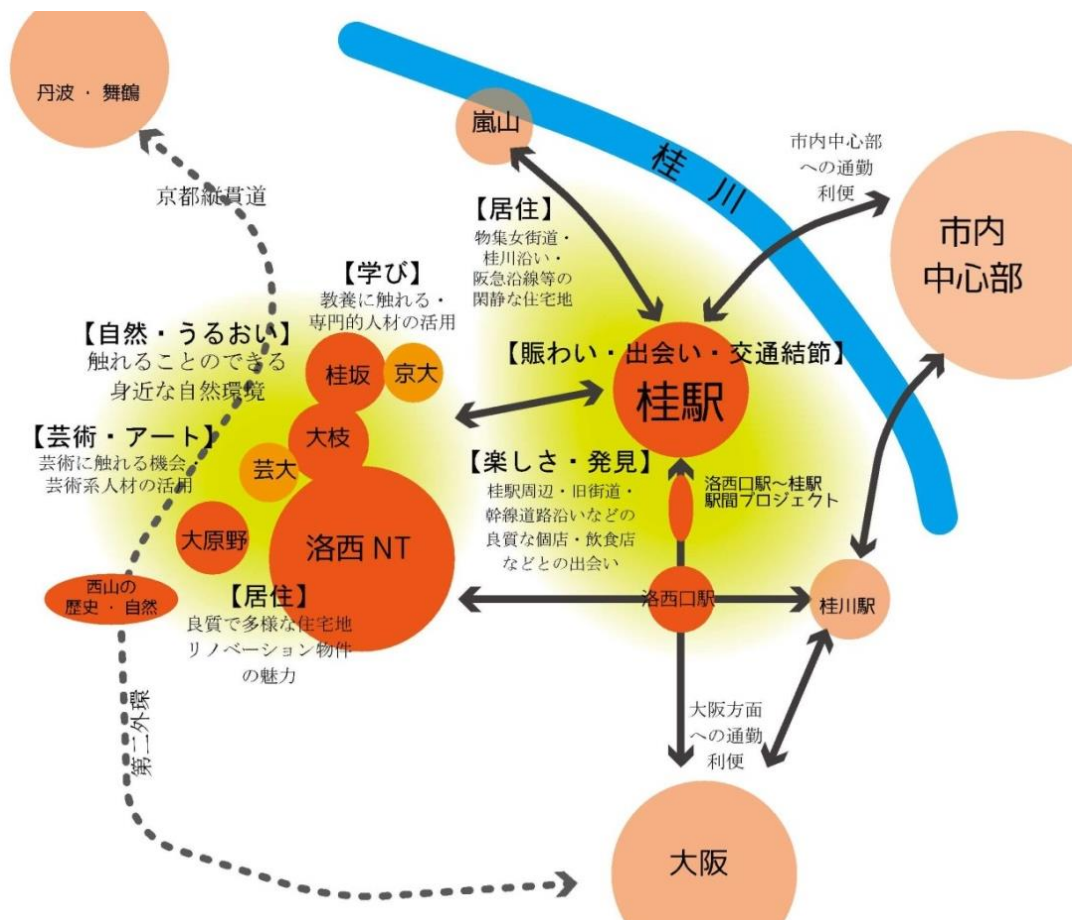 丹波・舞鶴
京都縦貫道
嵐山
桂川
市内中心部
への通勤
利便
市内
中心部
【居住】
物集女街道・
桂川沿い・
阪急沿線等の
閑静な住宅地
【学び】
教養に触れる・
専門的人材の活用
【自然・うるおい】
触れることのできる
身近な自然環境
桂坂
京大
【賑わい・出会い・交通結節】
桂駅
【芸術・アート】
芸術に触れる機会・
芸術系人材の活用
大枝
芸大
大原野
洛西NT
【楽しさ・発見】
桂駅周辺・旧街道・
幹線道路沿いなどの
良質な個店・飲食店
などとの出会い
洛西口駅～桂駅
駅間プロジェクト
西山の
歴史・自然
【居住】
良質で多様な住宅地
リノベーション物件
の魅力
洛西口駅
桂川駅
第二外環
大阪方面
への通勤
利便
大阪